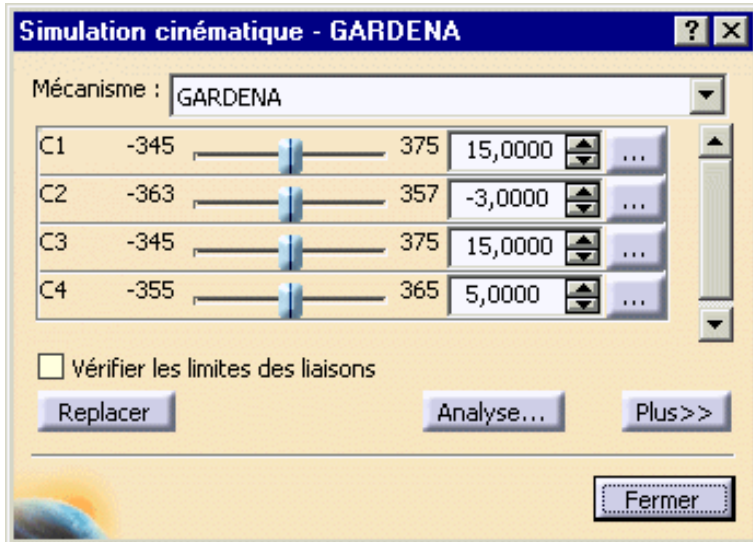 Simulation cinématique - GARDENA ? X
Mécanisme : GARDENA
C1 -345 375 15,0000 ...
C2 -363 357 -3,0000 ...
C3 -345 375 15,0000 ...
C4 -355 365 5,0000 ...
Vérifier les limites des liaisons
Replacer Analyse... Plus>>
Fermer